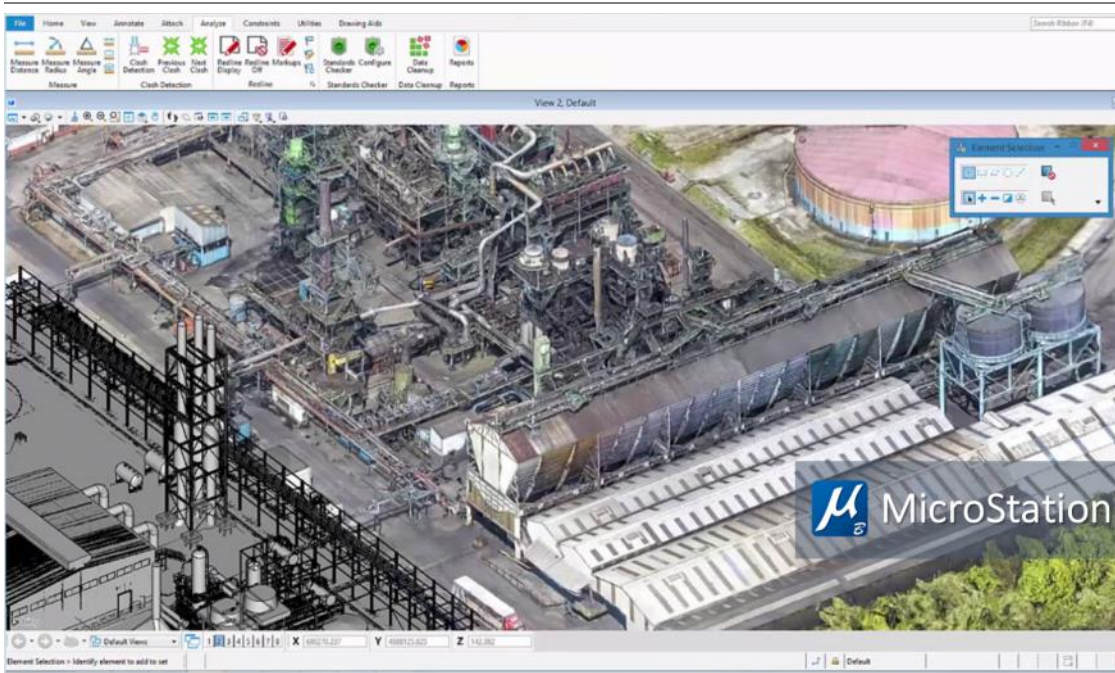 File Home View Annotate Attach Analyze Constraints Utilities Drawing Aids Search Ribbon (F4)
Measure Distance Measure Radius Measure Angle Clash Detection Previous Clash Next Clash Redline Display Redline Off Markups Standards Checker Configure Data Cleanup Reports
Measure Clash Detection Redline Standards Checker Data Cleanup Reports
View 2, Default
Element Selection
μ B MicroStation
Default Views 1 2 3 4 5 6 7 8 X Y Z
Element Selection > Identify element to add to set Default